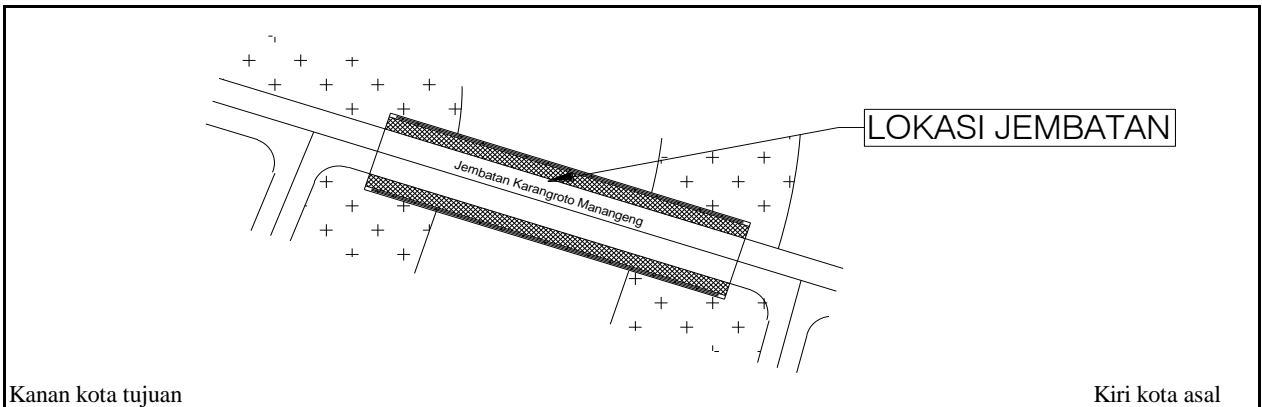 LOKASI JEMBATAN
Jembatan Karangroto Manangeng
Kanan kota tujuan
Kiri kota asal